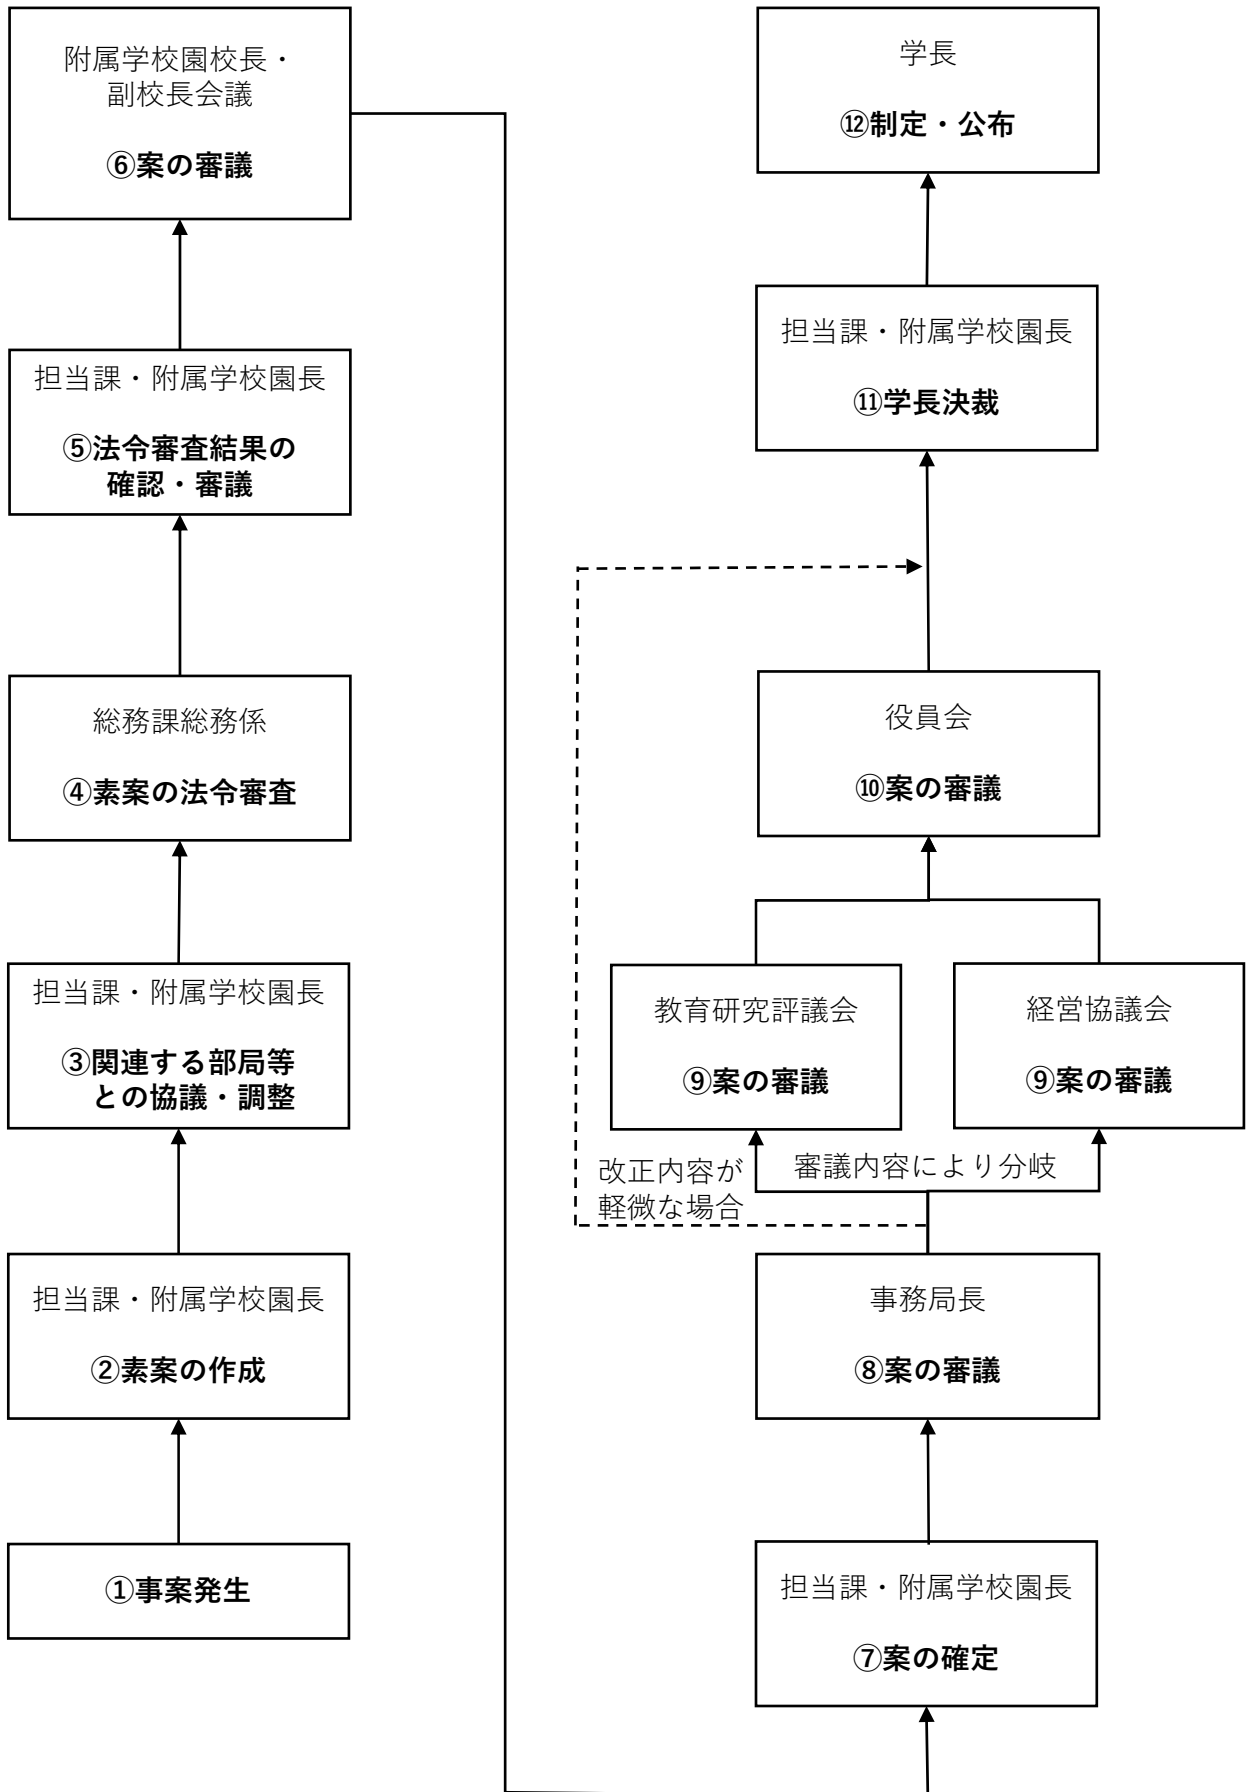 附属学校園校長・
副校長会議
⑥案の審議
担当課・附属学校園長
⑤法令審査結果の
確認・審議
総務課総務係
④素案の法令審査
担当課・附属学校園長
③関連する部局等
との協議・調整
担当課・附属学校園長
②素案の作成
①事案発生
学長
⑫制定・公布
担当課・附属学校園長
⑪学長決裁
役員会
⑩案の審議
教育研究評議会
⑨案の審議
経営協議会
⑨案の審議
改正内容が
軽微な場合
審議内容により分岐
事務局長
⑧案の審議
担当課・附属学校園長
⑦案の確定